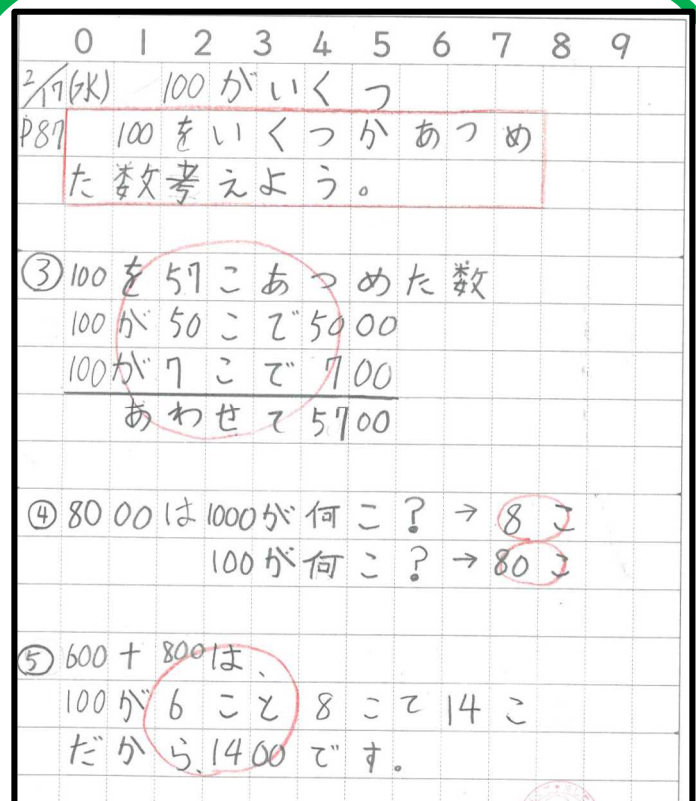 0 1 2 3 4 5 6 7 8 9
2/17(水) 100がいくつ
P87 100をいくつかあつめ
た数考えよう。
③100を57こあつめた数
100が50こで5000
100が7こで700
あわせて5700
④8000は1000が何こ?→8こ
100が何こ?→80こ
⑤600+800は、
100が6こと8こて14こ
だから、1400です。